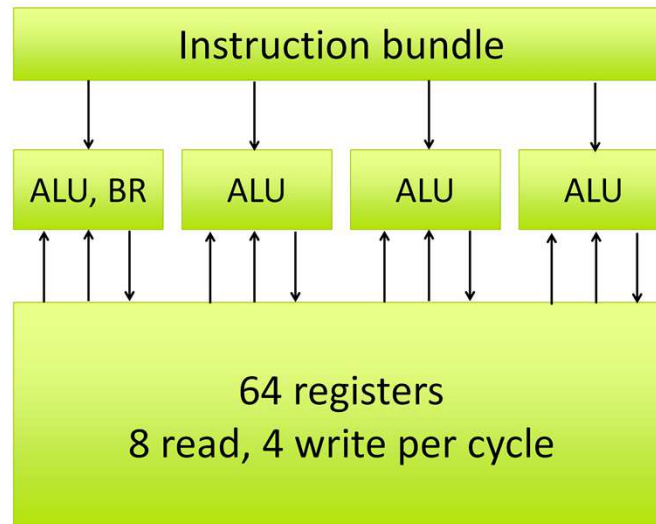 Instruction bundle
ALU, BR
ALU
ALU
ALU
64 registers
8 read, 4 write per cycle